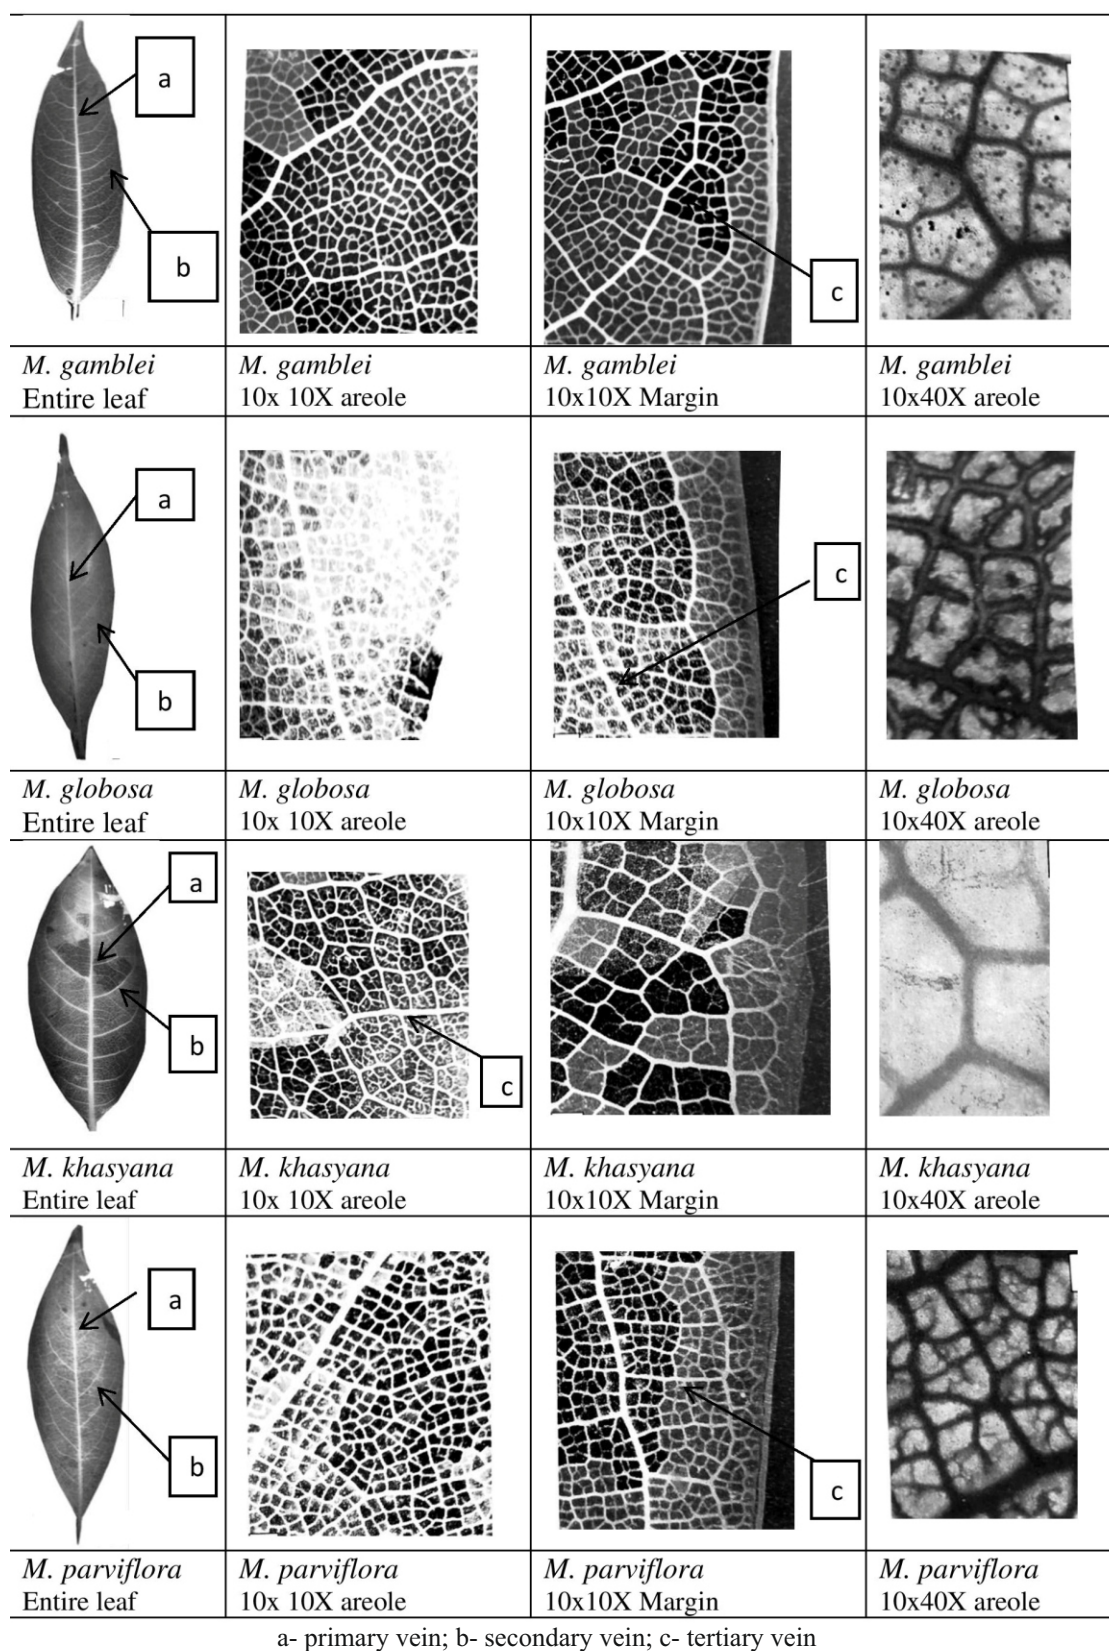 a
b
c
M. gamblei
Entire leaf
M. gamblei
10x 10X areole
M. gamblei
10x10X Margin
M. gamblei
10x40X areole
a
b
c
M. globosa
Entire leaf
M. globosa
10x 10X areole
M. globosa
10x10X Margin
M. globosa
10x40X areole
a
b
c
M. khasyana
Entire leaf
M. khasyana
10x 10X areole
M. khasyana
10x10X Margin
M. khasyana
10x40X areole
a
b
c
M. parviflora
Entire leaf
M. parviflora
10x 10X areole
M. parviflora
10x10X Margin
M. parviflora
10x40X areole
a- primary vein; b- secondary vein; c- tertiary vein